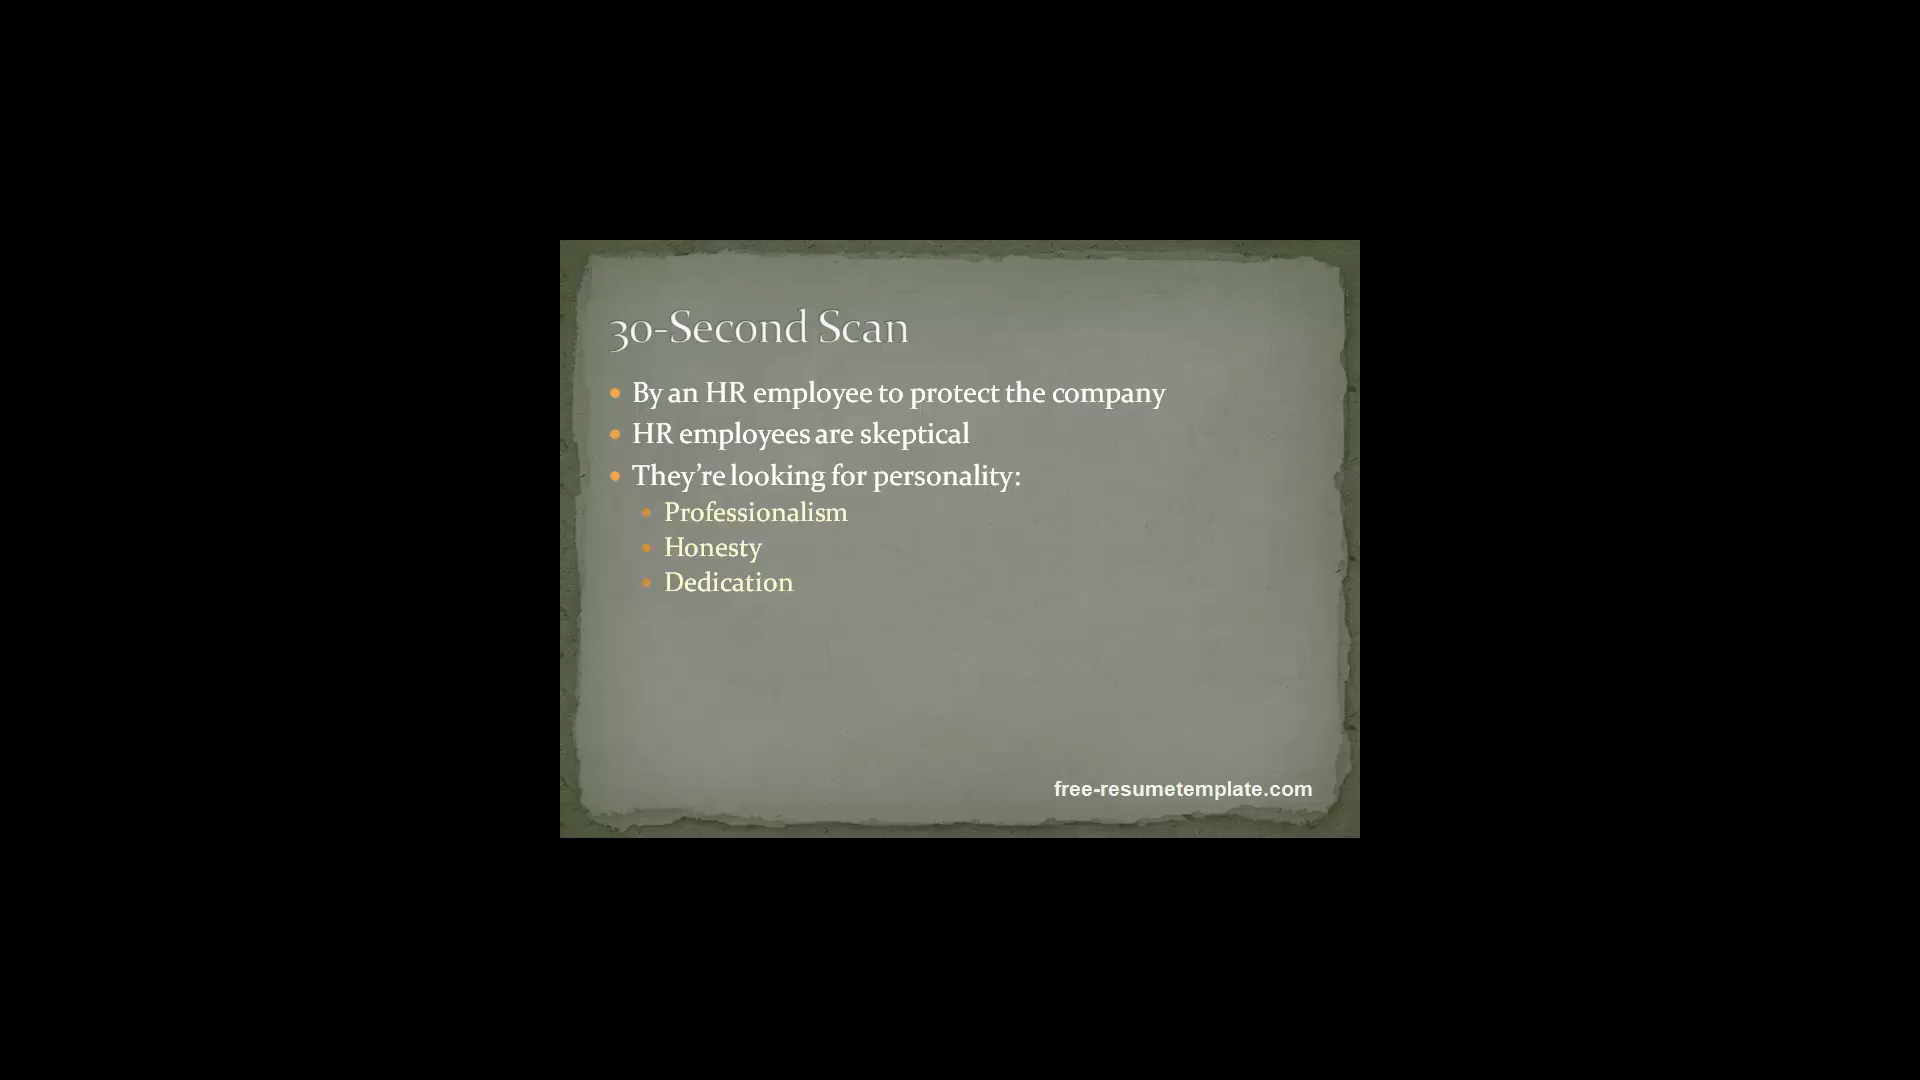 30-Second Scan
By an HR employee to protect the company
HR employees are skeptical
They're looking for personality:
Professionalism
Honesty
Dedication
free-resumetemplate.com